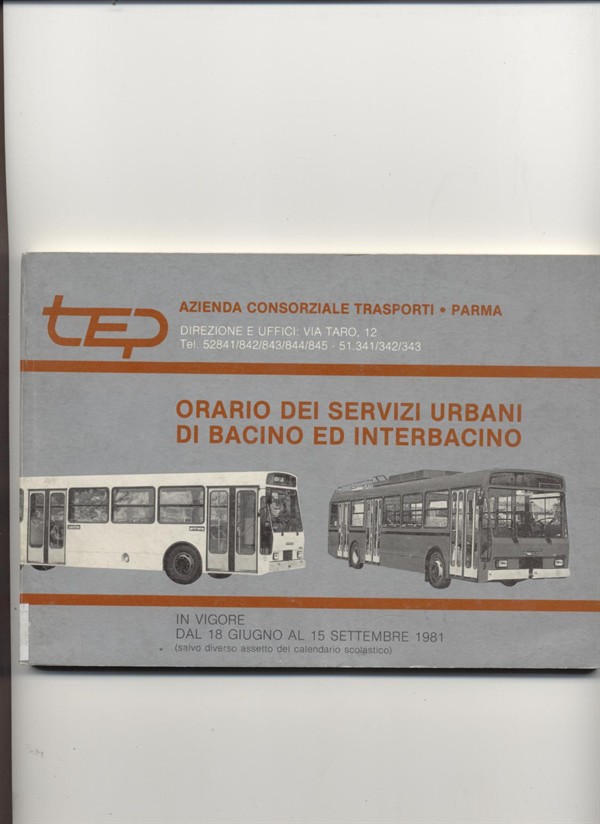 tep
AZIENDA CONSORZIALE TRASPORTI • PARMA
DIREZIONE E UFFICI: VIA TARO, 12
Tel. 52841/842/843/844/845 - 51.341/342/343
ORARIO DEI SERVIZI URBANI
DI BACINO ED INTERBACINO
IN VIGORE
DAL 18 GIUGNO AL 15 SETTEMBRE 1981
(salvo diverso assetto del calendario scolastico)